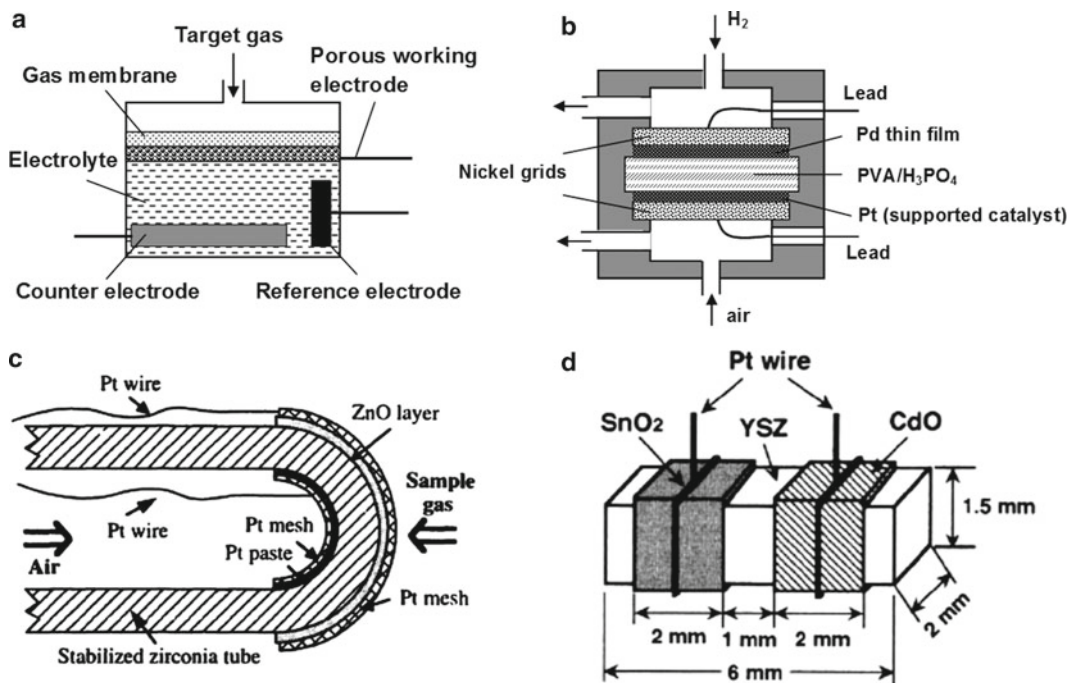 a
Target gas
Gas membrane
Porous working
electrode
Electrolyte
Counter electrode
Reference electrode
b
H₂
Lead
Pd thin film
Nickel grids
PVA/H₃PO₄
Pt (supported catalyst)
Lead
air
c
Pt wire
ZnO layer
Pt wire
Pt mesh
Pt paste
Sample
gas
Air
Pt mesh
Stabilized zirconia tube
d
Pt wire
SnO₂
YSZ
CdO
1.5 mm
2 mm
2 mm
1 mm
2 mm
6 mm